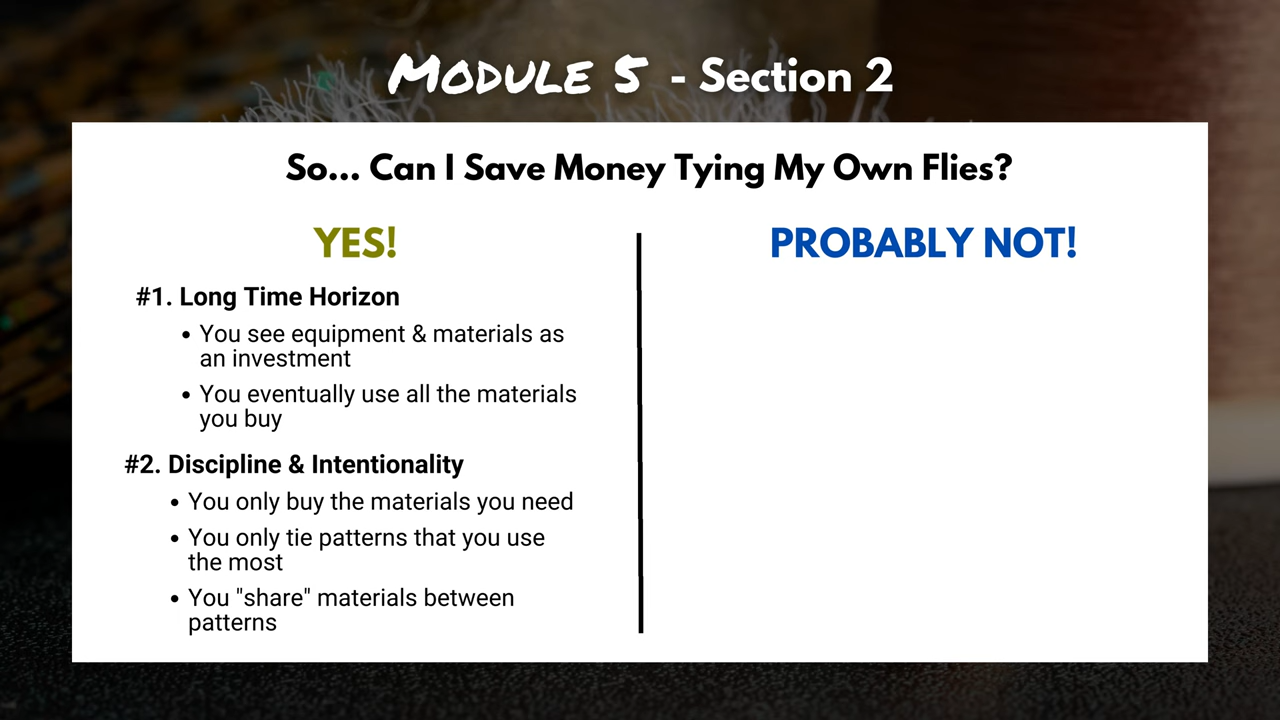 MODULE 5 - Section 2
So... Can I Save Money Tying My Own Flies?
YES!
#1. Long Time Horizon
• You see equipment & materials as
an investment
• You eventually use all the materials
you buy
#2. Discipline & Intentionality
• You only buy the materials you need
• You only tie patterns that you use
the most
• You "share" materials between
patterns
PROBABLY NOT!